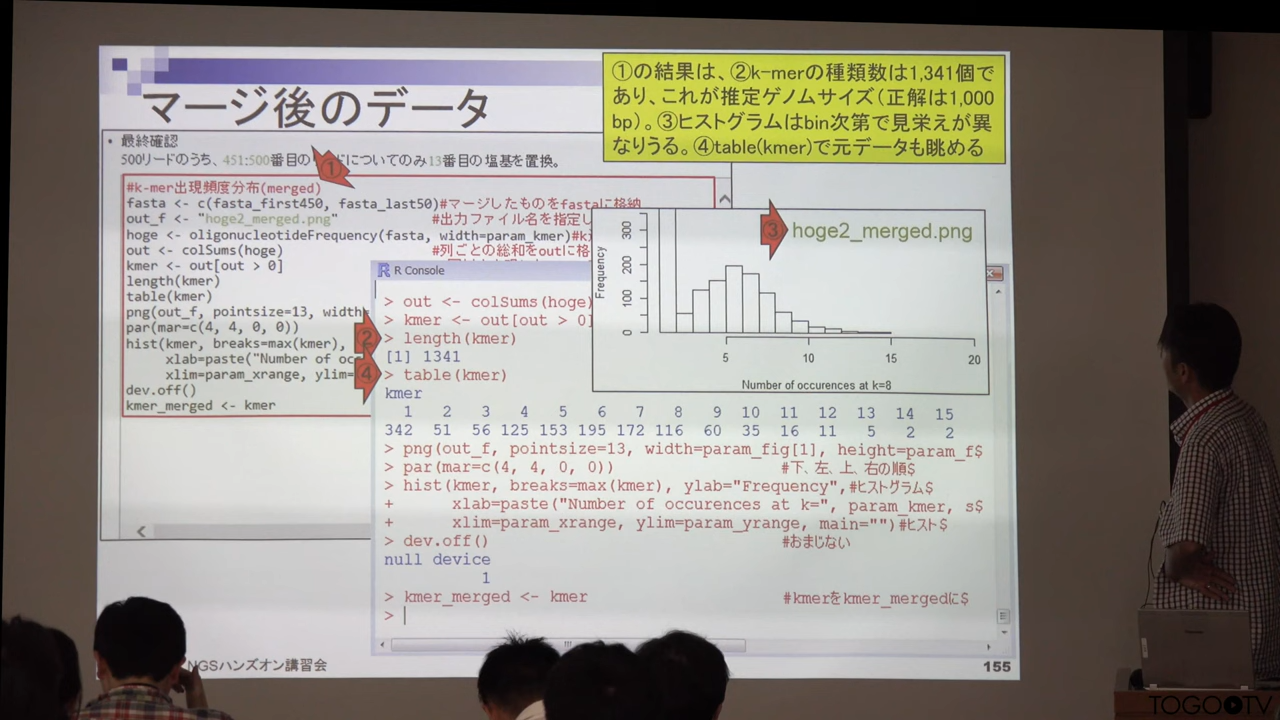 マージ後のデータ
①の結果は、②k-merの種類数は1,341個で
あり、これが推定ゲノムサイズ(正解は1,000
bp)。③ヒストグラムはbin次第で見栄えが異
なりうる。④table(kmer)で元データも眺める
• 最終確認
500リードのうち、451:500番目の ドについてのみ13番目の塩基を置換。
①
#k-mer出現頻度分布(merged)
fasta <- c(fasta_first450, fasta_last50)#マージしたものをfastaに格納
out_f <- "hoge2_merged.png" #出力ファイル名を指定し
hoge <- oligonucleotideFrequency(fasta, width=param_kmer)#k
out <- colSums(hoge) #列ごとの総和をoutに格
kmer <- out[out > 0]
length(kmer)
table(kmer)
png(out_f, pointsize=13, width
par(mar=c(4, 4, 0, 0))
hist(kmer, breaks=max(kmer),
xlab=paste("Number of oc
xlim=param_xrange, ylim=
dev.off()
kmer_merged <- kmer
③
hoge2_merged.png
Frequency
300
200
100
0
5 10 15 20
Number of occurences at k=8
R Console
> out <- colSums(hoge)
> kmer <- out[out > 0]
②
> length(kmer)
[1] 1341
④
> table(kmer)
kmer
1 2 3 4 5 6 7 8 9 10 11 12 13 14 15
342 51 56 125 153 195 172 116 60 35 16 11 5 2 2
> png(out_f, pointsize=13, width=param_fig[1], height=param_f$
> par(mar=c(4, 4, 0, 0)) #下、左、上、右の順$
> hist(kmer, breaks=max(kmer), ylab="Frequency",#ヒストグラム$
+ xlab=paste("Number of occurences at k=", param_kmer, s$
+ xlim=param_xrange, ylim=param_yrange, main="")#ヒスト$
> dev.off() #おまじない
null device
1
> kmer_merged <- kmer #kmerをkmer_mergedに$
>
NGSハンズオン講習会
155
TOGOTV